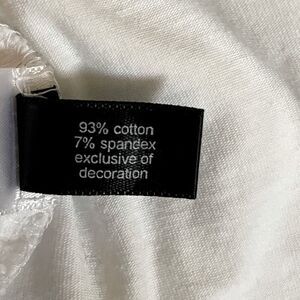 93% cotton
7% spandex
exclusive of
decoration